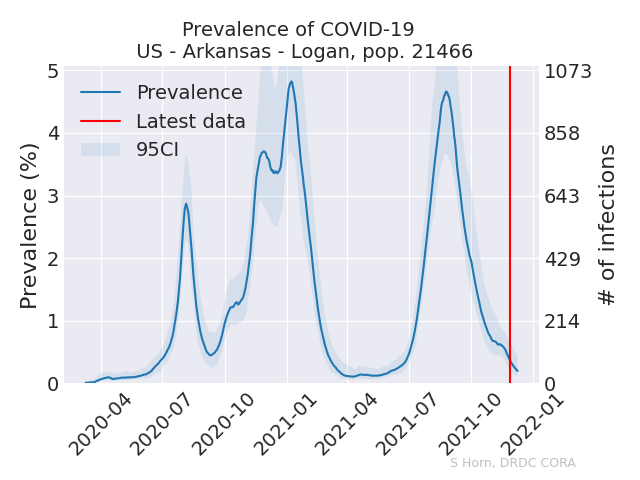 Prevalence of COVID-19
US - Arkansas - Logan, pop. 21466
Prevalence (%)
5
4
3
2
1
0
Prevalence
Latest data
95CI
1073
858
643
429
214
0
# of infections
2020-04
2020-07
2020-10
2021-01
2021-04
2021-07
2021-10
2022-01
S Horn, DRDC CORA